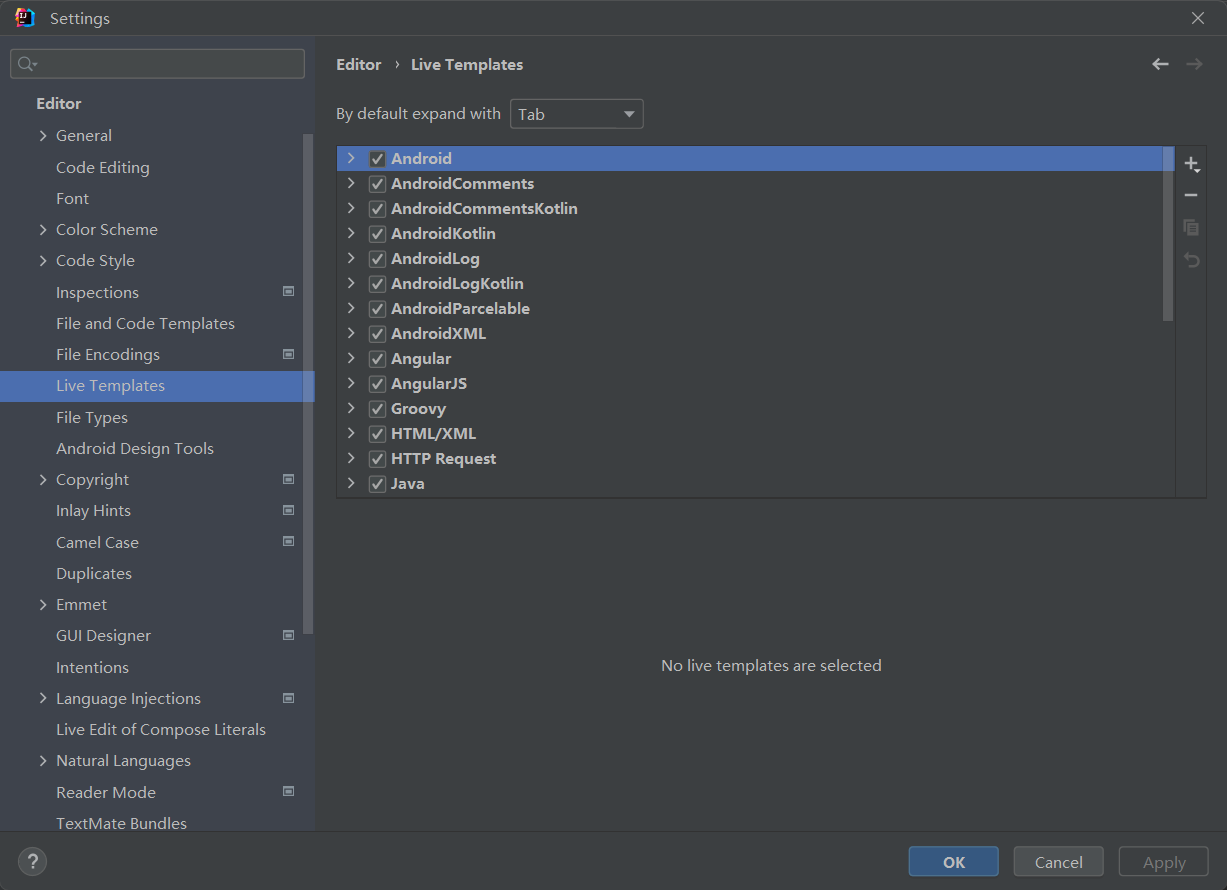 Settings
Editor
General
Code Editing
Font
Color Scheme
Code Style
Inspections
File and Code Templates
File Encodings
Live Templates
File Types
Android Design Tools
Copyright
Inlay Hints
Camel Case
Duplicates
Emmet
GUI Designer
Intentions
Language Injections
Live Edit of Compose Literals
Natural Languages
Reader Mode
TextMate Bundles
Editor › Live Templates
By default expand with Tab
Android
AndroidComments
AndroidCommentsKotlin
AndroidKotlin
AndroidLog
AndroidLogKotlin
AndroidParcelable
AndroidXML
Angular
AngularJS
Groovy
HTML/XML
HTTP Request
Java
No live templates are selected
? OK Cancel Apply